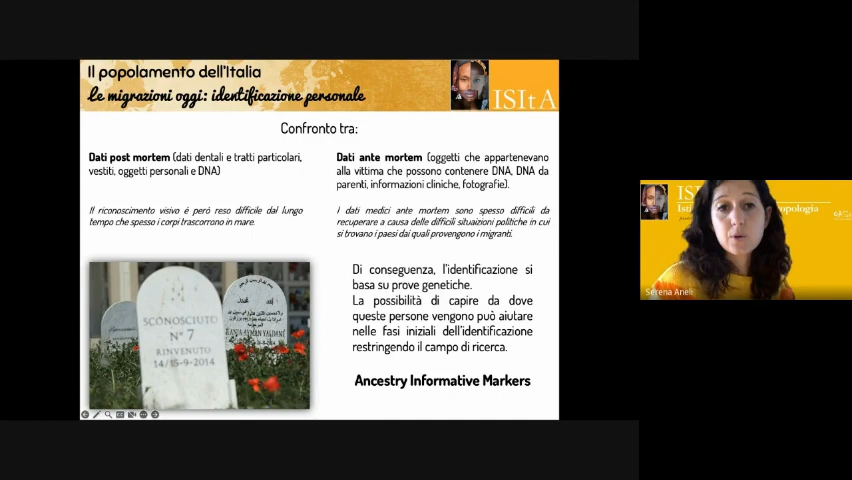 Il popolamento dell'Italia
Le migrazioni oggi: identificazione personale
ISItA
Confronto tra:
Dati post mortem (dati dentali e tratti particolari,
vestiti, oggetti personali e DNA)
Il riconoscimento visivo è però reso difficile dal lungo
tempo che spesso i corpi trascorrono in mare.
Dati ante mortem (oggetti che appartenevano
alla vittima che possono contenere DNA, DNA da
parenti, informazioni cliniche, fotografie).
I dati medici ante mortem sono spesso difficili da
recuperare a causa delle difficili situaizioni politiche in cui
si trovano i paesi dai quali provengono i migranti.
SCONOSCIUTO
N° 7
RINVENUTO
14/15-9-2014
Di conseguenza, l'identificazione si
basa su prove genetiche.
La possibilità di capire da dove
queste persone vengono può aiutare
nelle fasi iniziali dell'identificazione
restringendo il campo di ricerca.
Ancestry Informative Markers
IS
Isti
opologia
Serena Aneli